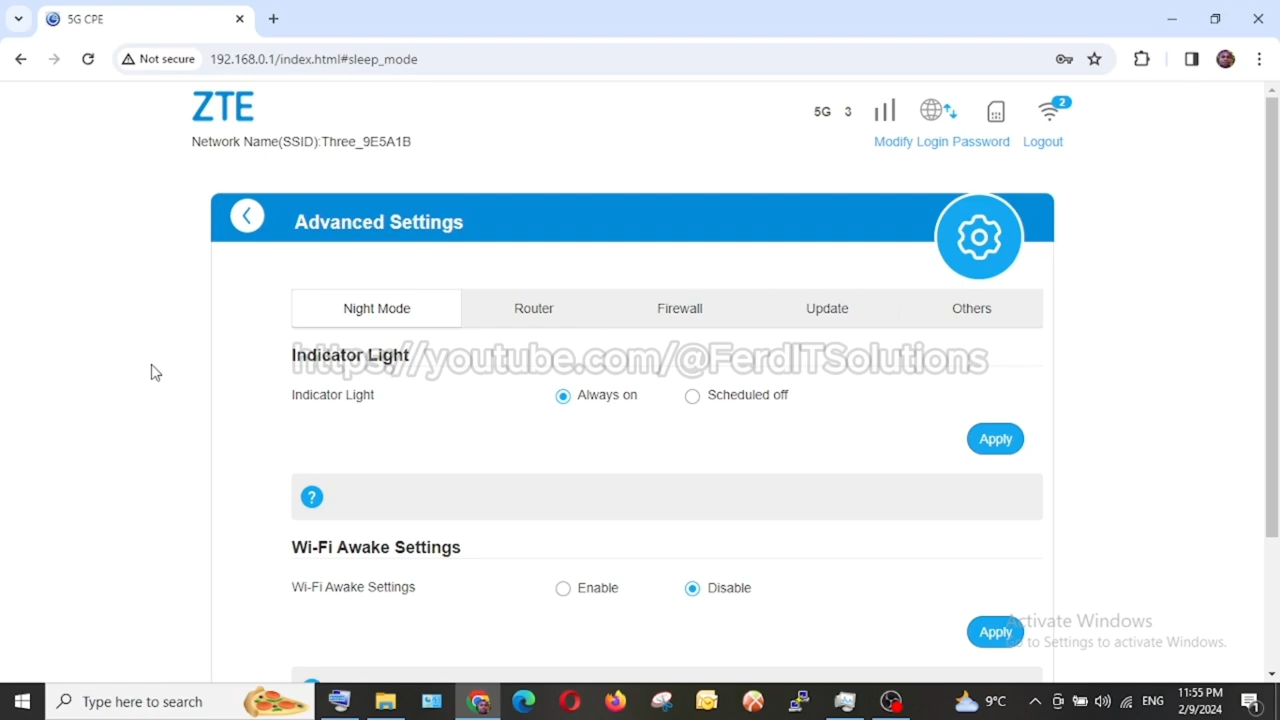 5G CPE
Not secure
192.168.0.1/index.html#sleep_mode
ZTE
5G 3
2
Network Name(SSID):Three_9E5A1B
Modify Login Password
Logout
Advanced Settings
Night Mode
Router
Firewall
Update
Others
Indicator Light
https://youtube.com/@FerdITSolutions
Indicator Light
Always on
Scheduled off
Apply
?
Wi-Fi Awake Settings
Wi-Fi Awake Settings
Enable
Disable
Apply
Activate Windows
Go to Settings to activate Windows.
Type here to search
9°C
ENG
11:55 PM
2/9/2024
1